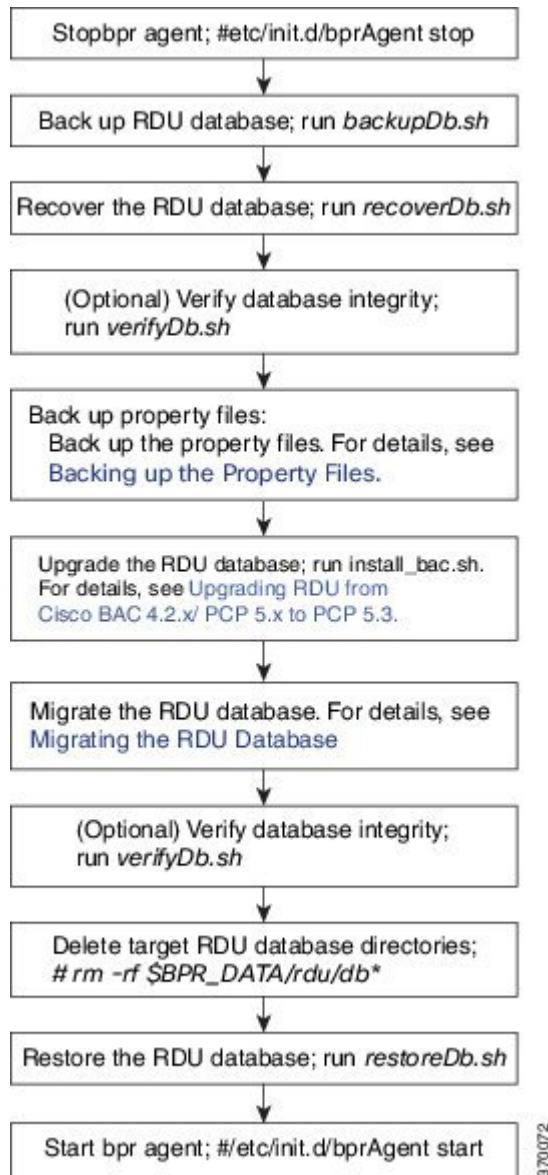 Stopbpr agent; #etc/init.d/bprAgent stop
Back up RDU database; run backupDb.sh
Recover the RDU database; run recoverDb.sh
(Optional) Verify database integrity;
run verifyDb.sh
Back up property files:
Back up the property files. For details, see
Backing up the Property Files.
Upgrade the RDU database; run install_bac.sh.
For details, see Upgrading RDU from
Cisco BAC 4.2.x/ PCP 5.x to PCP 5.3.
Migrate the RDU database. For details, see
Migrating the RDU Database
(Optional) Verify database integrity;
run verifyDb.sh
Delete target RDU database directories;
# rm -rf $BPR_DATA/rdu/db*
Restore the RDU database; run restoreDb.sh
Start bpr agent; #/etc/init.d/bprAgent start